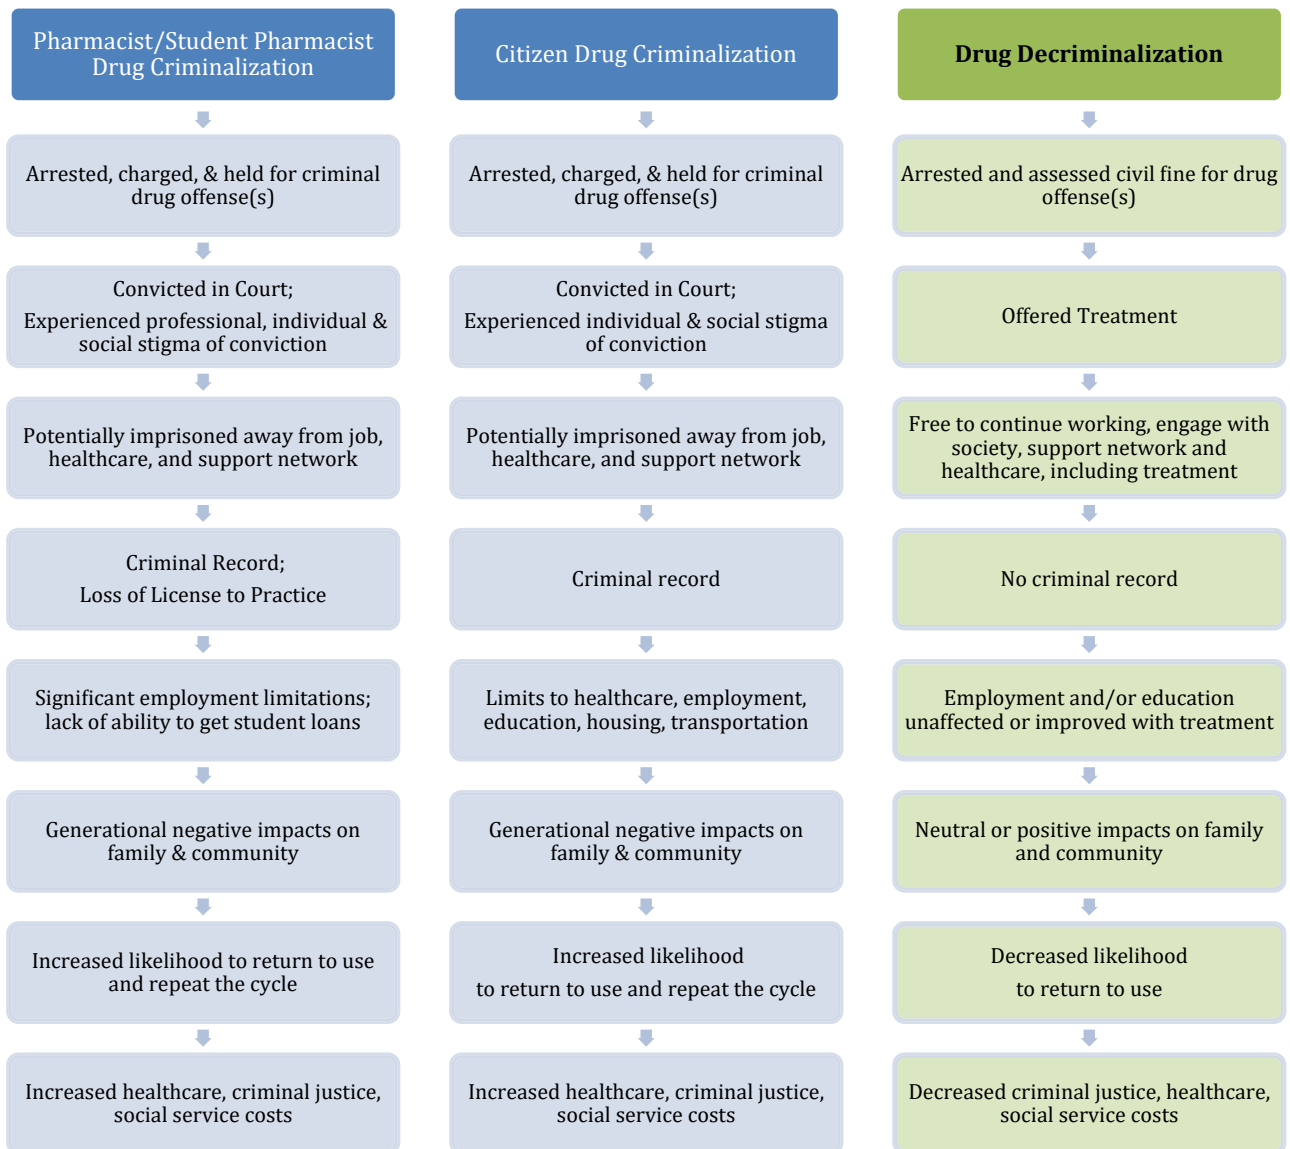 Pharmacist/Student Pharmacist
Drug Criminalization
Arrested, charged, & held for criminal
drug offense(s)
Convicted in Court;
Experienced professional, individual &
social stigma of conviction
Potentially imprisoned away from job,
healthcare, and support network
Criminal Record;
Loss of License to Practice
Significant employment limitations;
lack of ability to get student loans
Generational negative impacts on
family & community
Increased likelihood to return to use
and repeat the cycle
Increased healthcare, criminal justice,
social service costs
Citizen Drug Criminalization
Arrested, charged, & held for criminal
drug offense(s)
Convicted in Court;
Experienced individual & social stigma
of conviction
Potentially imprisoned away from job,
healthcare, and support network
Criminal record
Limits to healthcare, employment,
education, housing, transportation
Generational negative impacts on
family & community
Increased likelihood
to return to use and repeat the cycle
Increased healthcare, criminal justice,
social service costs
Drug Decriminalization
Arrested and assessed civil fine for drug
offense(s)
Offered Treatment
Free to continue working, engage with
society, support network and
healthcare, including treatment
No criminal record
Employment and/or education
unaffected or improved with treatment
Neutral or positive impacts on family
and community
Decreased likelihood
to return to use
Decreased criminal justice, healthcare,
social service costs